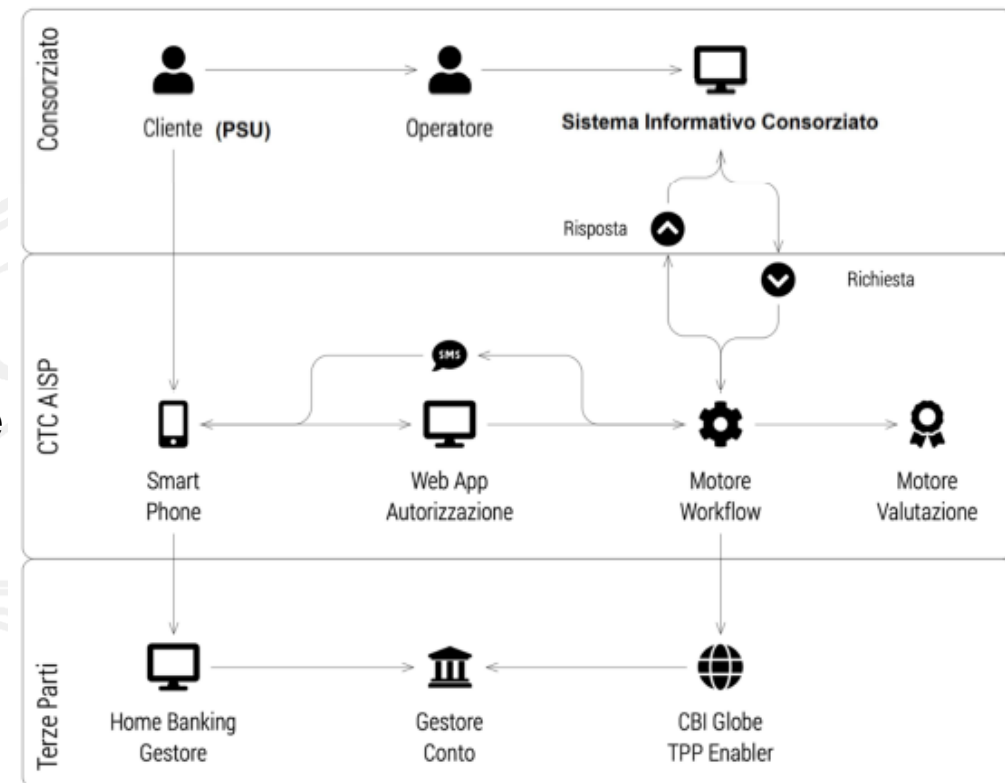 Consorziato
Cliente (PSU)
Operatore
Sistema Informativo Consorziato
Risposta
Richiesta
CTC AISP
SMS
Smart
Phone
Web App
Autorizzazione
Motore
Workflow
Motore
Valutazione
Terze Parti
Home Banking
Gestore
Gestore
Conto
CBI Globe
TPP Enabler